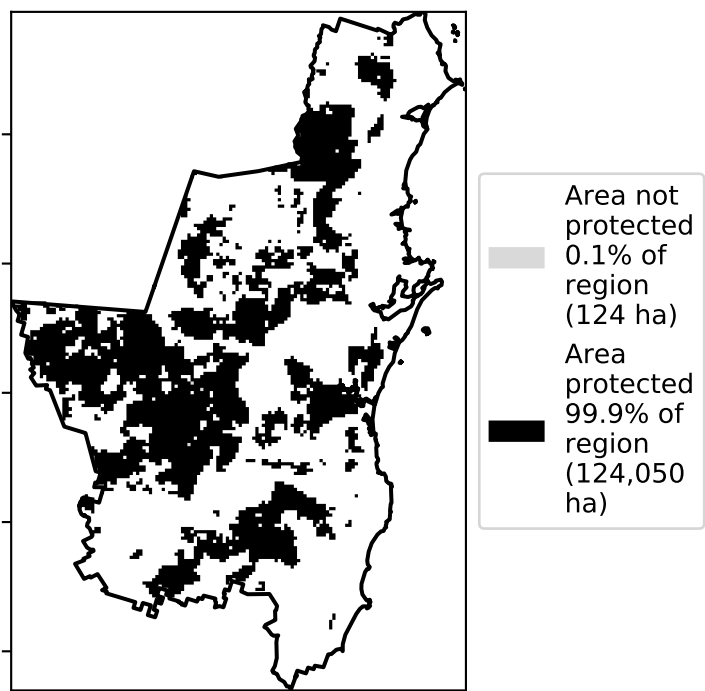 Area not
protected
0.1% of
region
(124 ha)
Area
protected
99.9% of
region
(124,050
ha)